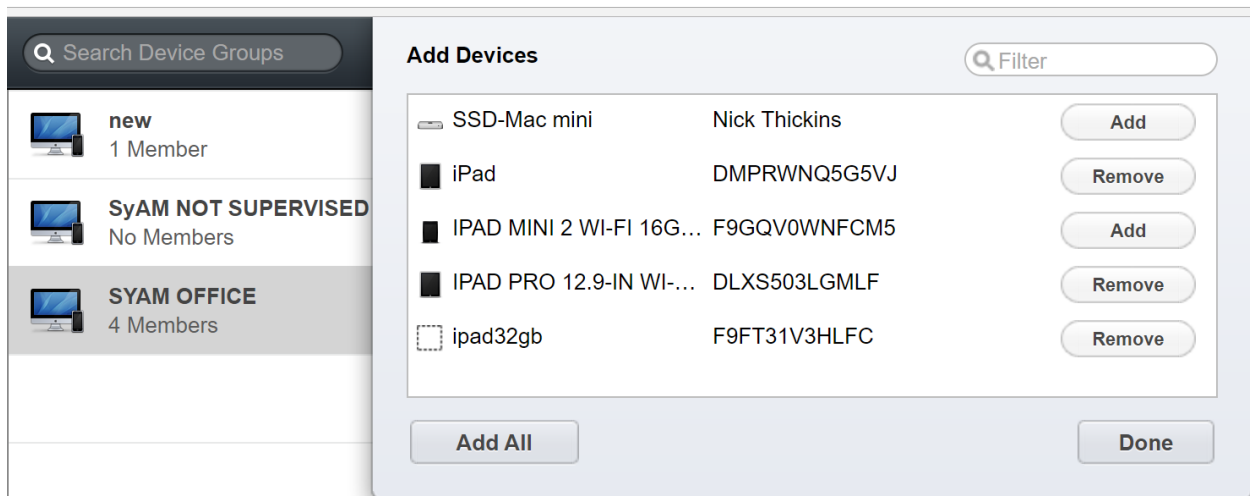 Search Device Groups
new
1 Member
SyAM NOT SUPERVISED
No Members
SYAM OFFICE
4 Members
Add Devices
Filter
SSD-Mac mini Nick Thickins Add
iPad DMPRWNQ5G5VJ Remove
IPAD MINI 2 WI-FI 16G... F9GQV0WNFCM5 Add
IPAD PRO 12.9-IN WI-... DLXS503LGMLF Remove
ipad32gb F9FT31V3HLFC Remove
Add All Done